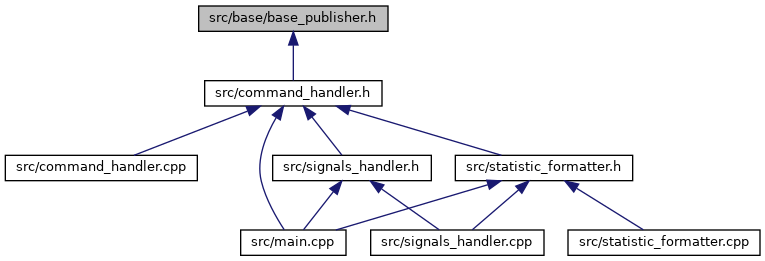 src/base/base_publisher.h
src/command_handler.h
src/command_handler.cpp
src/signals_handler.h
src/statistic_formatter.h
src/main.cpp
src/signals_handler.cpp
src/statistic_formatter.cpp